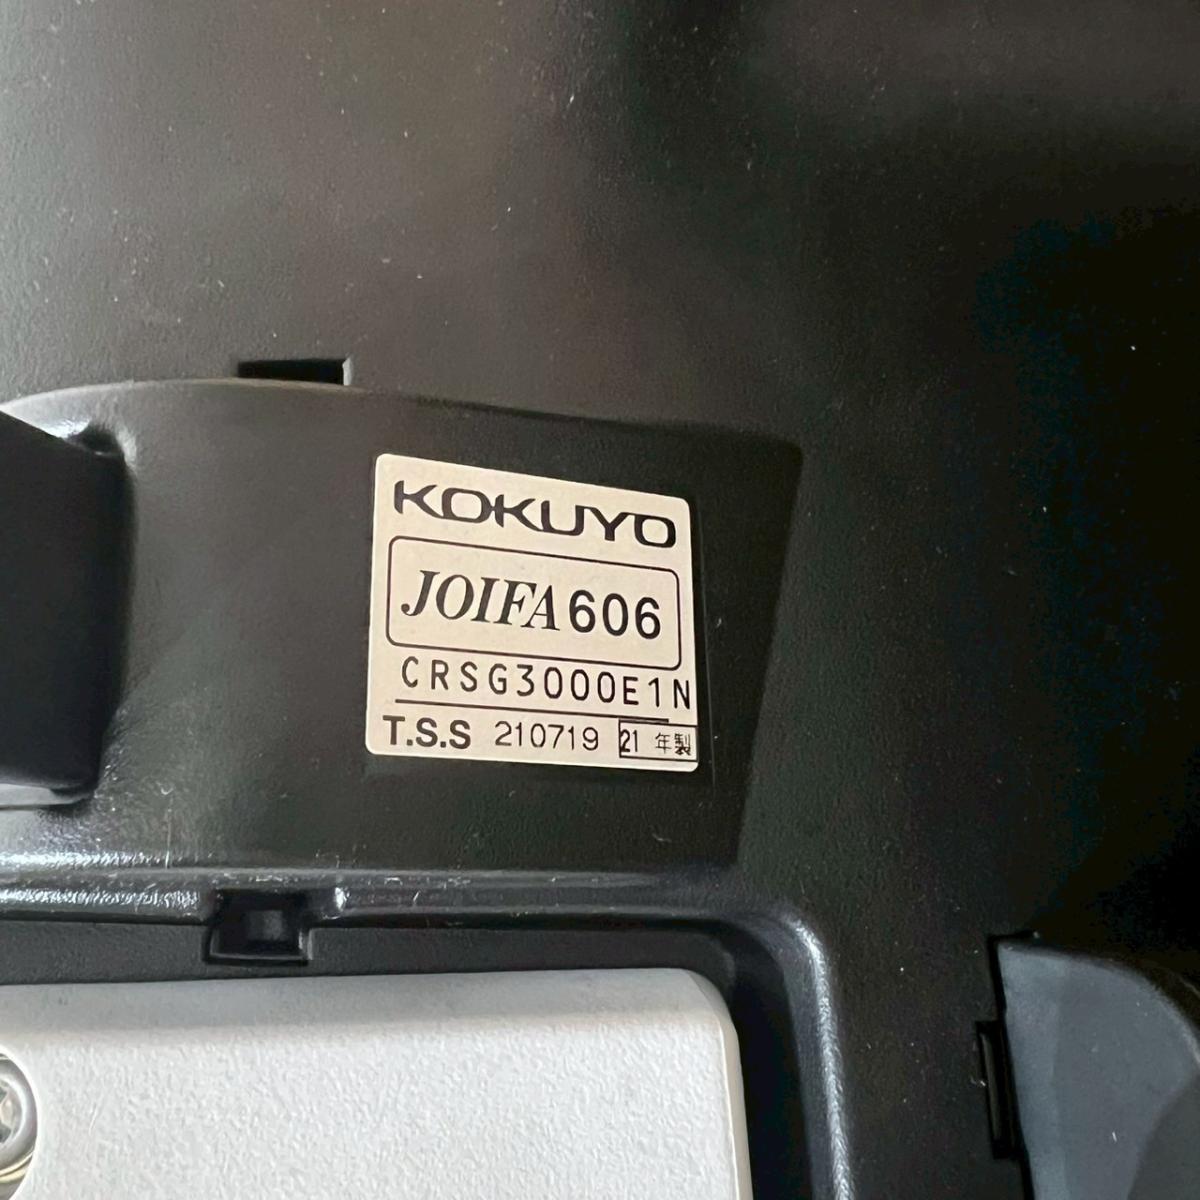 KOKUYO
JOIFA606
CRSG3000E1N
T.S.S 210719 21 年製